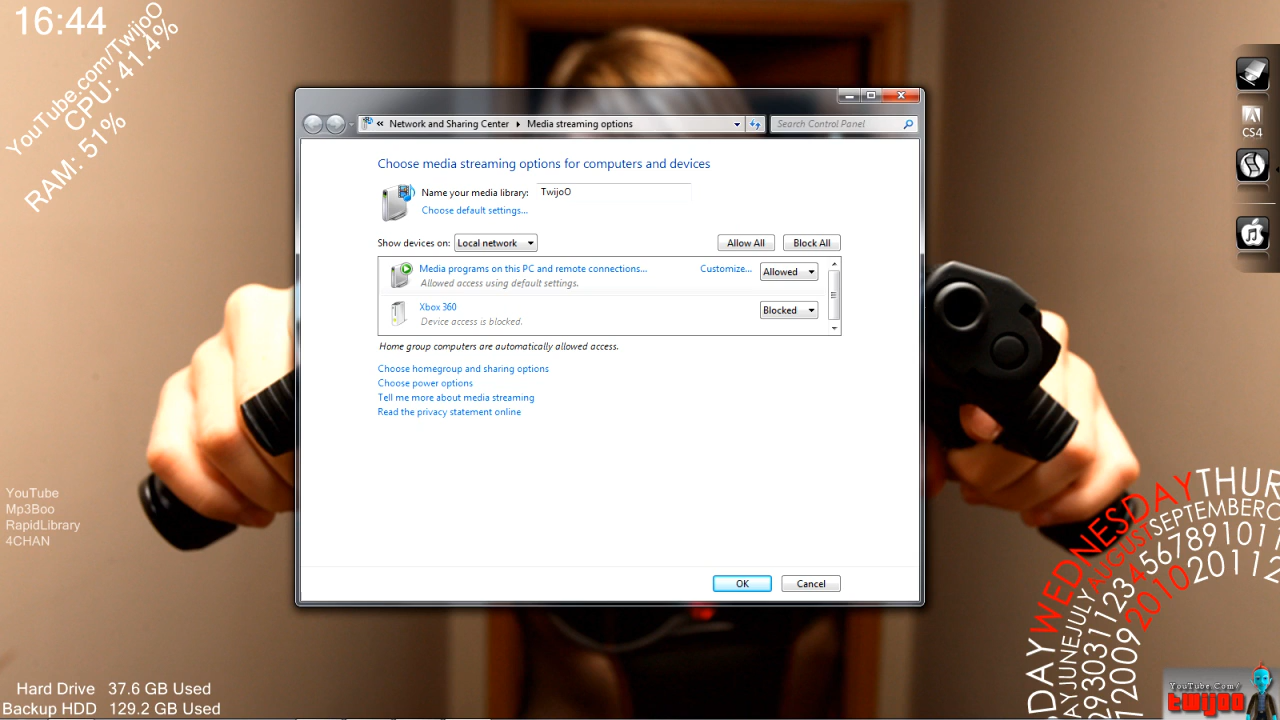 16:44
YouTube.com/TwijoO
CPU: 41.4%
RAM: 51%
CS4
« Network and Sharing Center ▸ Media streaming options
Search Control Panel
Choose media streaming options for computers and devices
Name your media library: TwijoO
Choose default settings...
Show devices on: Local network
Allow All
Block All
Media programs on this PC and remote connections...
Customize...
Allowed
Allowed access using default settings.
Xbox 360
Blocked
Device access is blocked.
Home group computers are automatically allowed access.
Choose homegroup and sharing options
Choose power options
Tell me more about media streaming
Read the privacy statement online
OK
Cancel
YouTube
Mp3Boo
RapidLibrary
4CHAN
Hard Drive 37.6 GB Used
Backup HDD 129.2 GB Used
DAY WEDNESDAY THUR
JUNE JULY AUGUST SEPTEMBER
293031123 4 567891011
2009 2010 2011
YouTube.Com/
twijoo